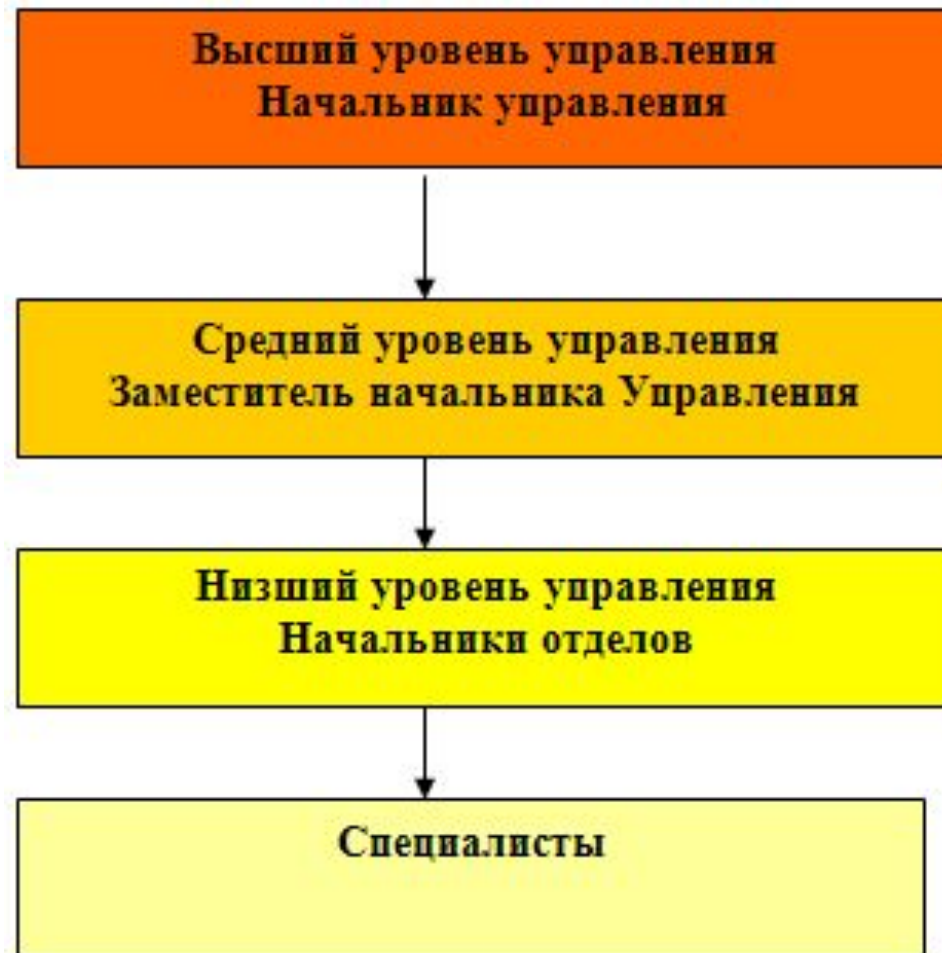 Высший уровень управления
Начальник управления
Средний уровень управления
Заместитель начальника Управления
Низший уровень управления
Начальники отделов
Специалисты